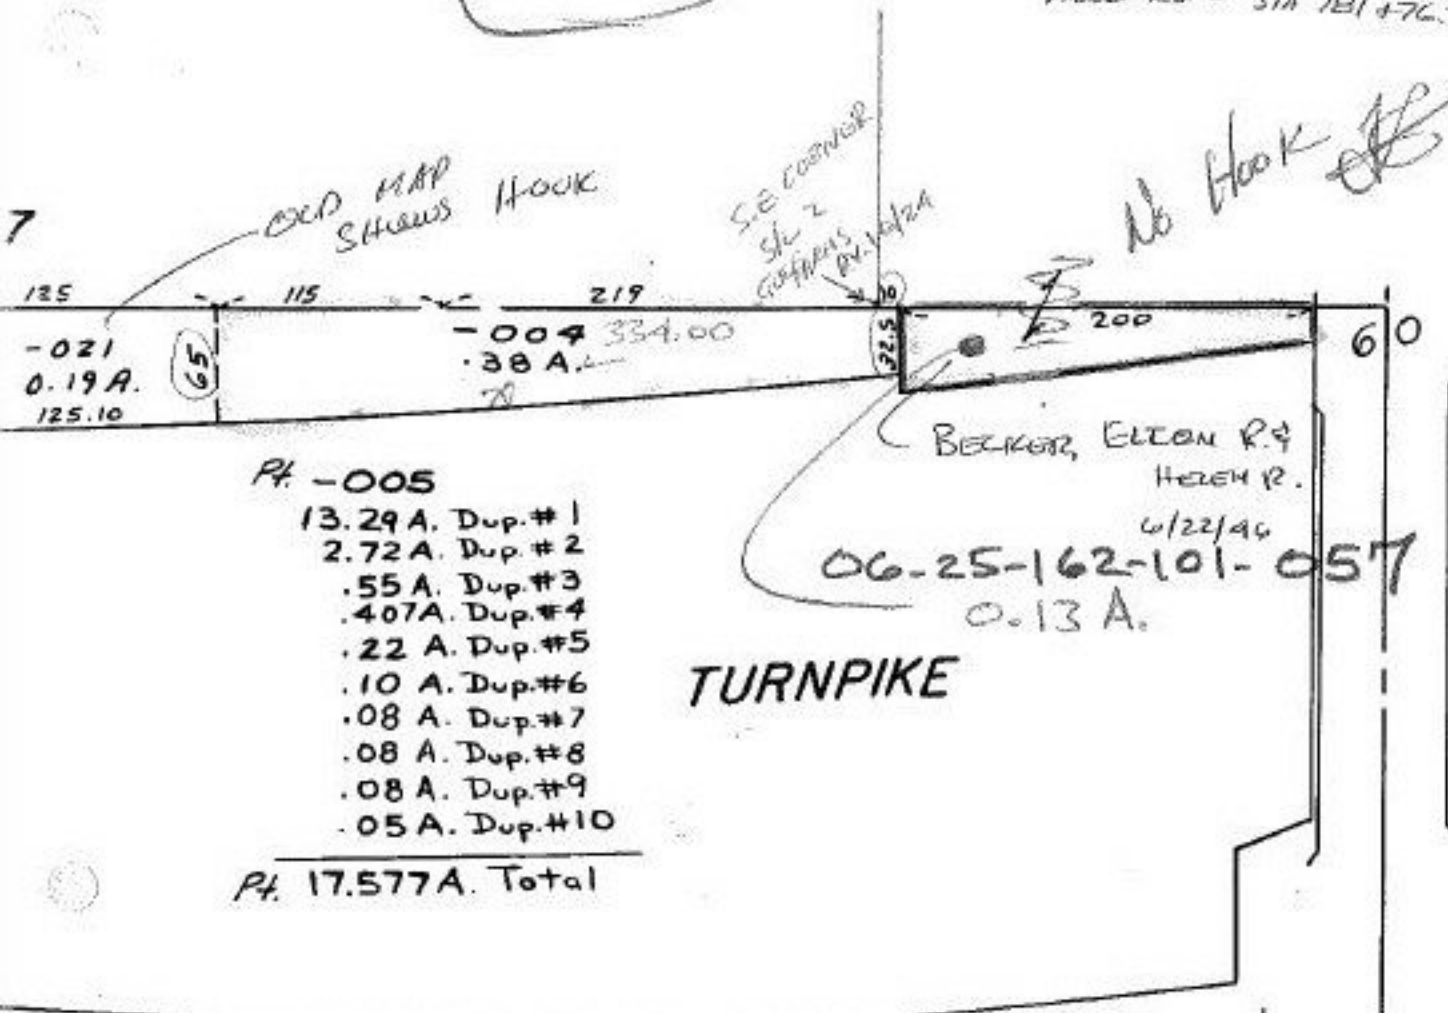 STA 781+76.
No Hook
OLD MAP
SHOWS HOOK
S.E CORNER
7
125
115
219
10
200
60
-021
0.19 A.
125.10
65
-004 334.00
.38 A.
32.5
BECKER, ELTON R. &
HELEN R.
6/22/96
06-25-162-101-057
0.13 A.
Pt. -005
13.29 A. Dup. #1
2.72 A. Dup. #2
.55 A. Dup. #3
.407 A. Dup. #4
.22 A. Dup. #5
.10 A. Dup. #6
.08 A. Dup. #7
.08 A. Dup. #8
.08 A. Dup. #9
.05 A. Dup. #10
Pt. 17.577 A. Total
TURNPIKE